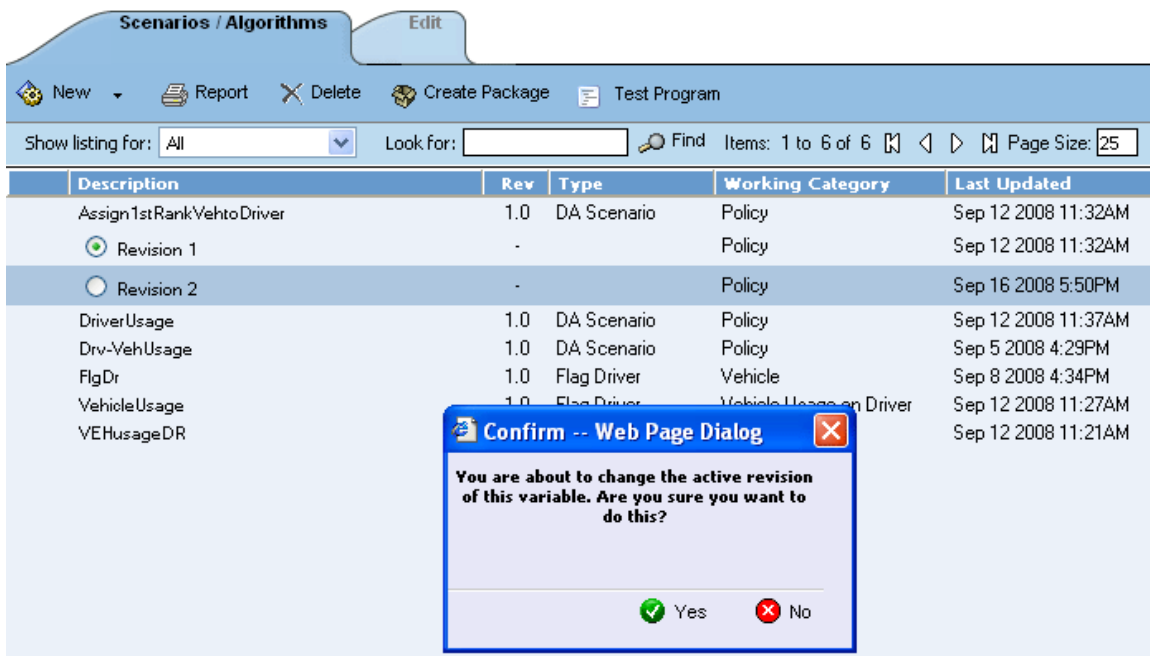 Scenarios / Algorithms Edit
New Report Delete Create Package Test Program
Show listing for: All Look for: Find Items: 1 to 6 of 6 Page Size: 25
Description Rev Type Working Category Last Updated
Assign1stRankVehtoDriver 1.0 DA Scenario Policy Sep 12 2008 11:32AM
Revision 1 - Policy Sep 12 2008 11:32AM
Revision 2 - Policy Sep 16 2008 5:50PM
DriverUsage 1.0 DA Scenario Policy Sep 12 2008 11:37AM
Drv-VehUsage 1.0 DA Scenario Policy Sep 5 2008 4:29PM
FlgDr 1.0 Flag Driver Vehicle Sep 8 2008 4:34PM
VehicleUsage 1.0 Flag Driver Vehicle Usage on Driver Sep 12 2008 11:27AM
VEHusageDR Sep 12 2008 11:21AM
Confirm -- Web Page Dialog
You are about to change the active revision
of this variable. Are you sure you want to
do this?
Yes No